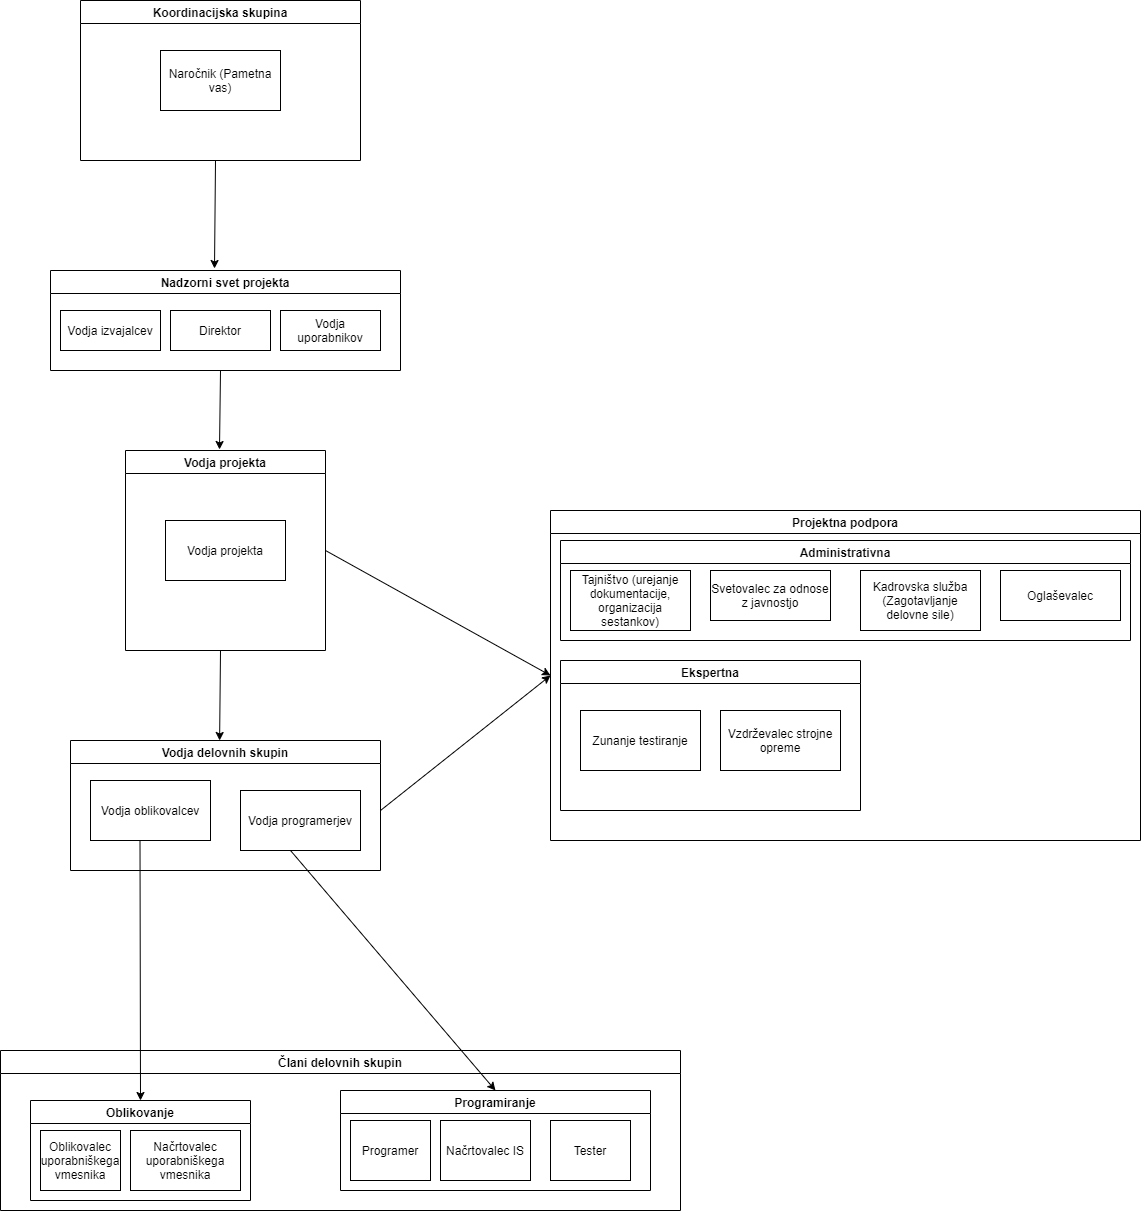 Koordinacijska skupina
Naročnik (Pametna
vas)
Nadzorni svet projekta
Vodja izvajalcev
Direktor
Vodja
uporabnikov
Vodja projekta
Vodja projekta
Projektna podpora
Administrativna
Tajništvo (urejanje
dokumentacije,
organizacija
sestankov)
Svetovalec za odnose
z javnostjo
Kadrovska služba
(Zagotavljanje
delovne sile)
Oglaševalec
Ekspertna
Zunanje testiranje
Vzdrževalec strojne
opreme
Vodja delovnih skupin
Vodja oblikovalcev
Vodja programerjev
Člani delovnih skupin
Oblikovanje
Oblikovalec
uporabniškega
vmesnika
Načrtovalec
uporabniškega
vmesnika
Programiranje
Programer
Načrtovalec IS
Tester